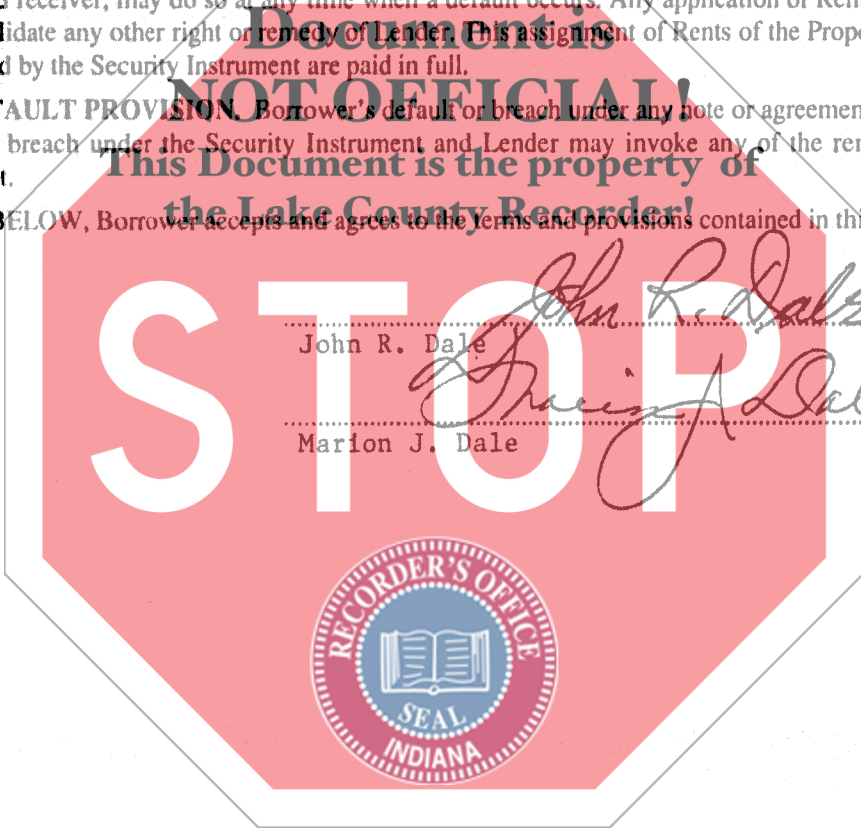 receiver, may do so at any time when a default occurs. Any application of
Document is
idate any other right or remedy of Lender. This assignment of Rents of the Prop
d by the Security Instrument are paid in full.
NOT OFFICIAL!
AULT PROVISION. Borrower's default or breach under any note or agreemen
breach under the Security Instrument and Lender may invoke any of the
This Document is the property of
the Lake County Recorder!
BELOW, Borrower accepts and agrees to the terms and provisions contained in thi
STOP
John R. Dale
John R. Dale
Marion J. Dale
RECORDER'S OFFICE
SEAL
INDIANA